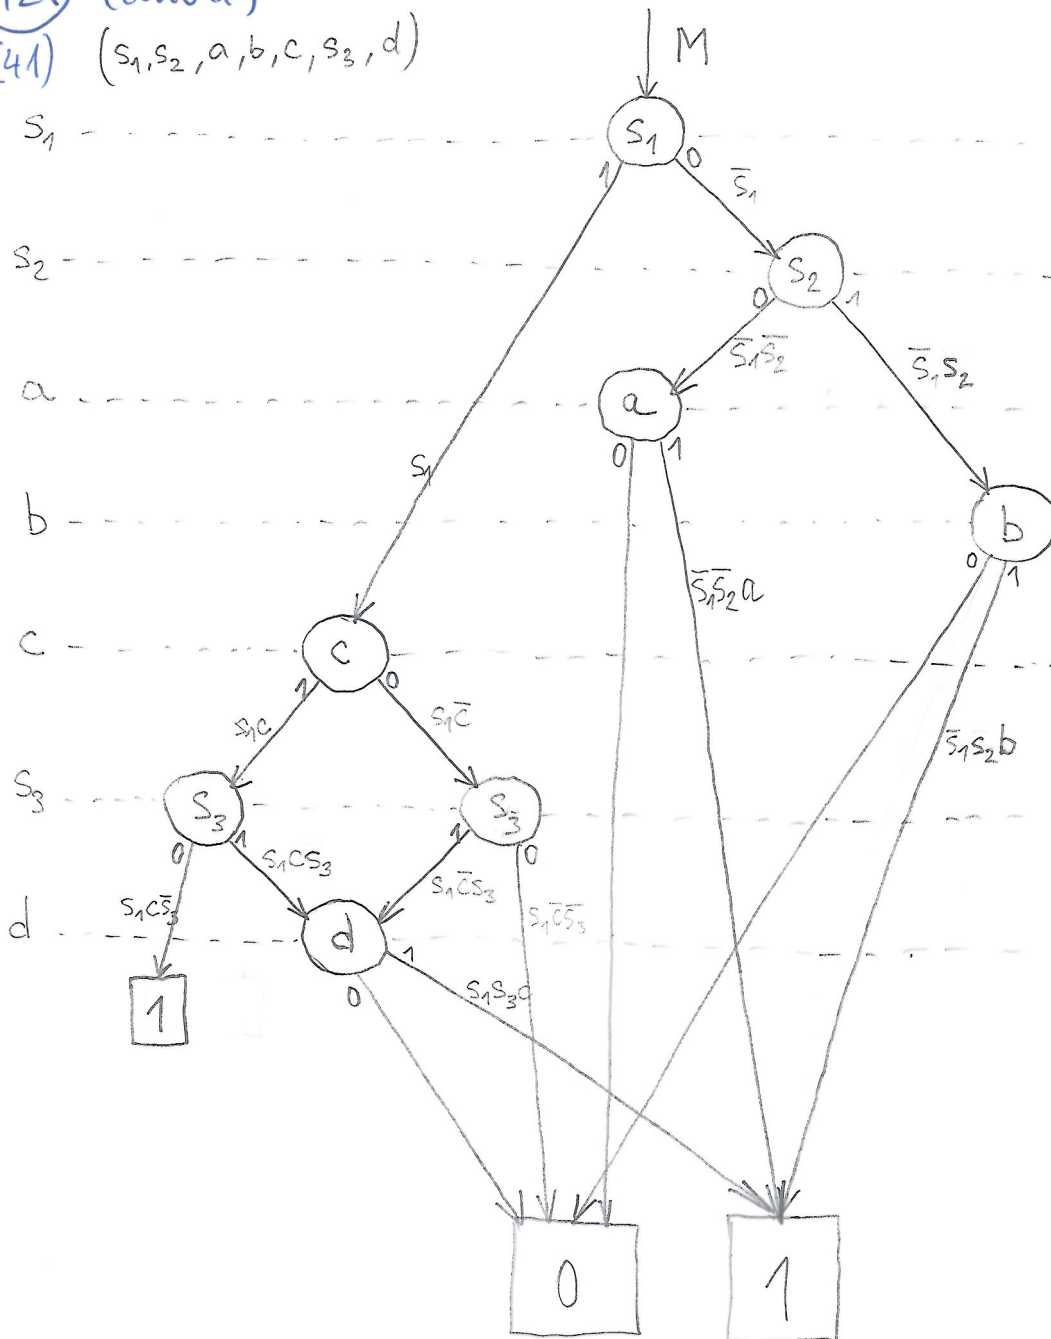 (41) (s₁, s₂, a, b, c, s₃, d)
M
s₁
s₁
1 0
s̄₁
s₂
s₂
0 1
s̄₁s̄₂
s̄₁s₂
a
a
0 1
s₁
b
b
0 1
s̄₁s̄₂a
c
c
1 0
s₁c
s₁c̄
s̄₁s₂b
s₃
s₃
s₃
0 1
1 0
s₁cs₃
s₁c̄s₃
s₁cs̄₃
s₁c̄s̄₃
d
d
0 1
s₁s₃d
1
0
1